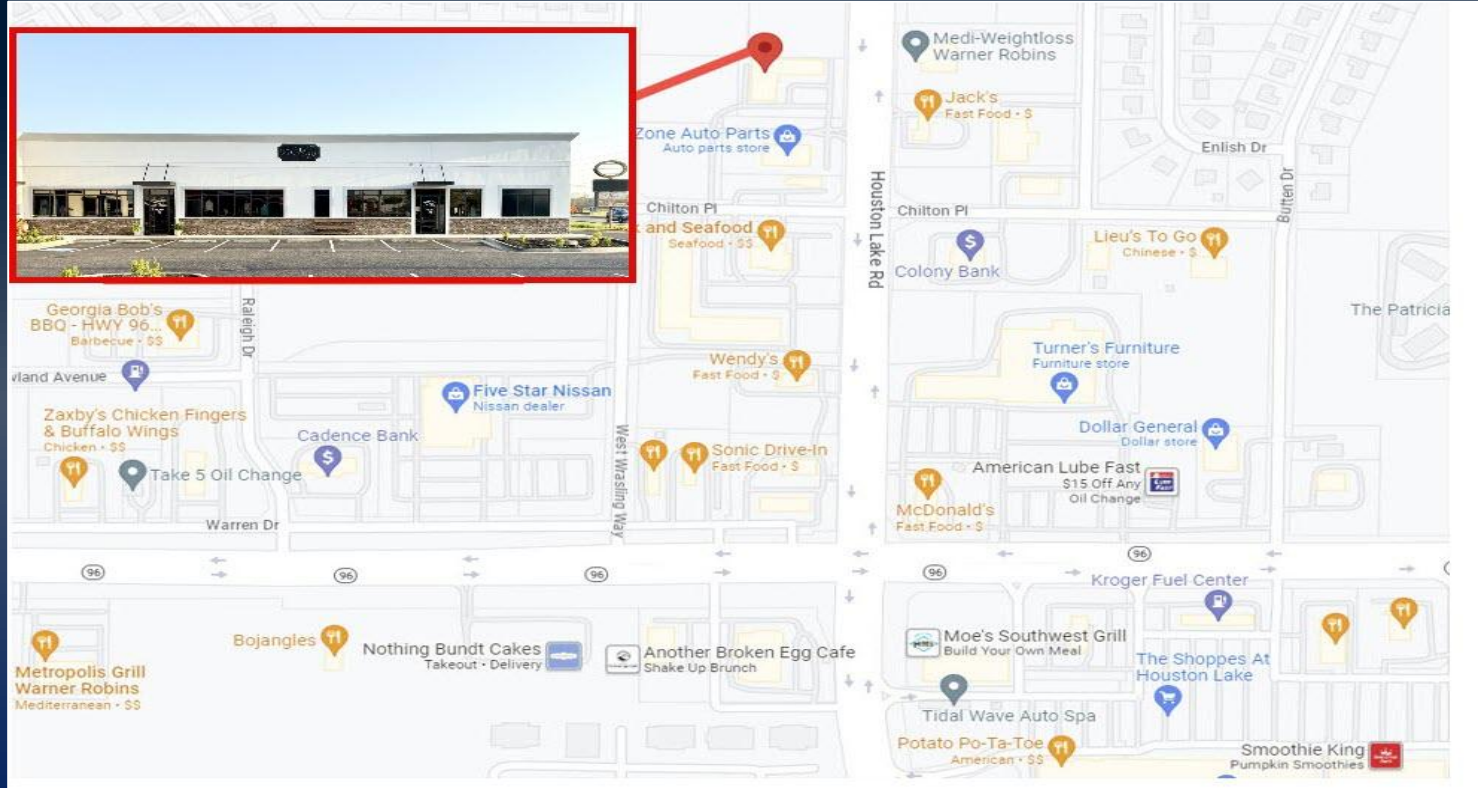 Medi-Weightloss
Warner Robins
Jack's
Fast Food · $
Zone Auto Parts
Auto parts store
Enlish Dr
Butten Dr
Houston Lake Rd
Chilton Pl
Chilton Pl
and Seafood
Seafood · $$
Colony Bank
Lieu's To Go
Chinese · $
The Patricia
Georgia Bob's
BBQ - HWY 96...
Barbecue · $$
Raleigh Dr
Wendy's
Fast Food · $
Turner's Furniture
Furniture store
Avenue
Five Star Nissan
Nissan dealer
Zaxby's Chicken Fingers
& Buffalo Wings
Chicken · $$
Cadence Bank
West Wrasling Way
Dollar General
Dollar store
Take 5 Oil Change
Sonic Drive-In
Fast Food · $
American Lube Fast
$15 Off Any
Oil Change
McDonald's
Fast Food · $
Warren Dr
96
96
96
96
96
Kroger Fuel Center
Bojangles
Nothing Bundt Cakes
Takeout · Delivery
Another Broken Egg Cafe
Shake Up Brunch
Moe's Southwest Grill
Build Your Own Meal
Metropolis Grill
Warner Robins
Mediterranean · $$
The Shoppes At
Houston Lake
Tidal Wave Auto Spa
Potato Po-Ta-Toe
American · $$
Smoothie King
Pumpkin Smoothies